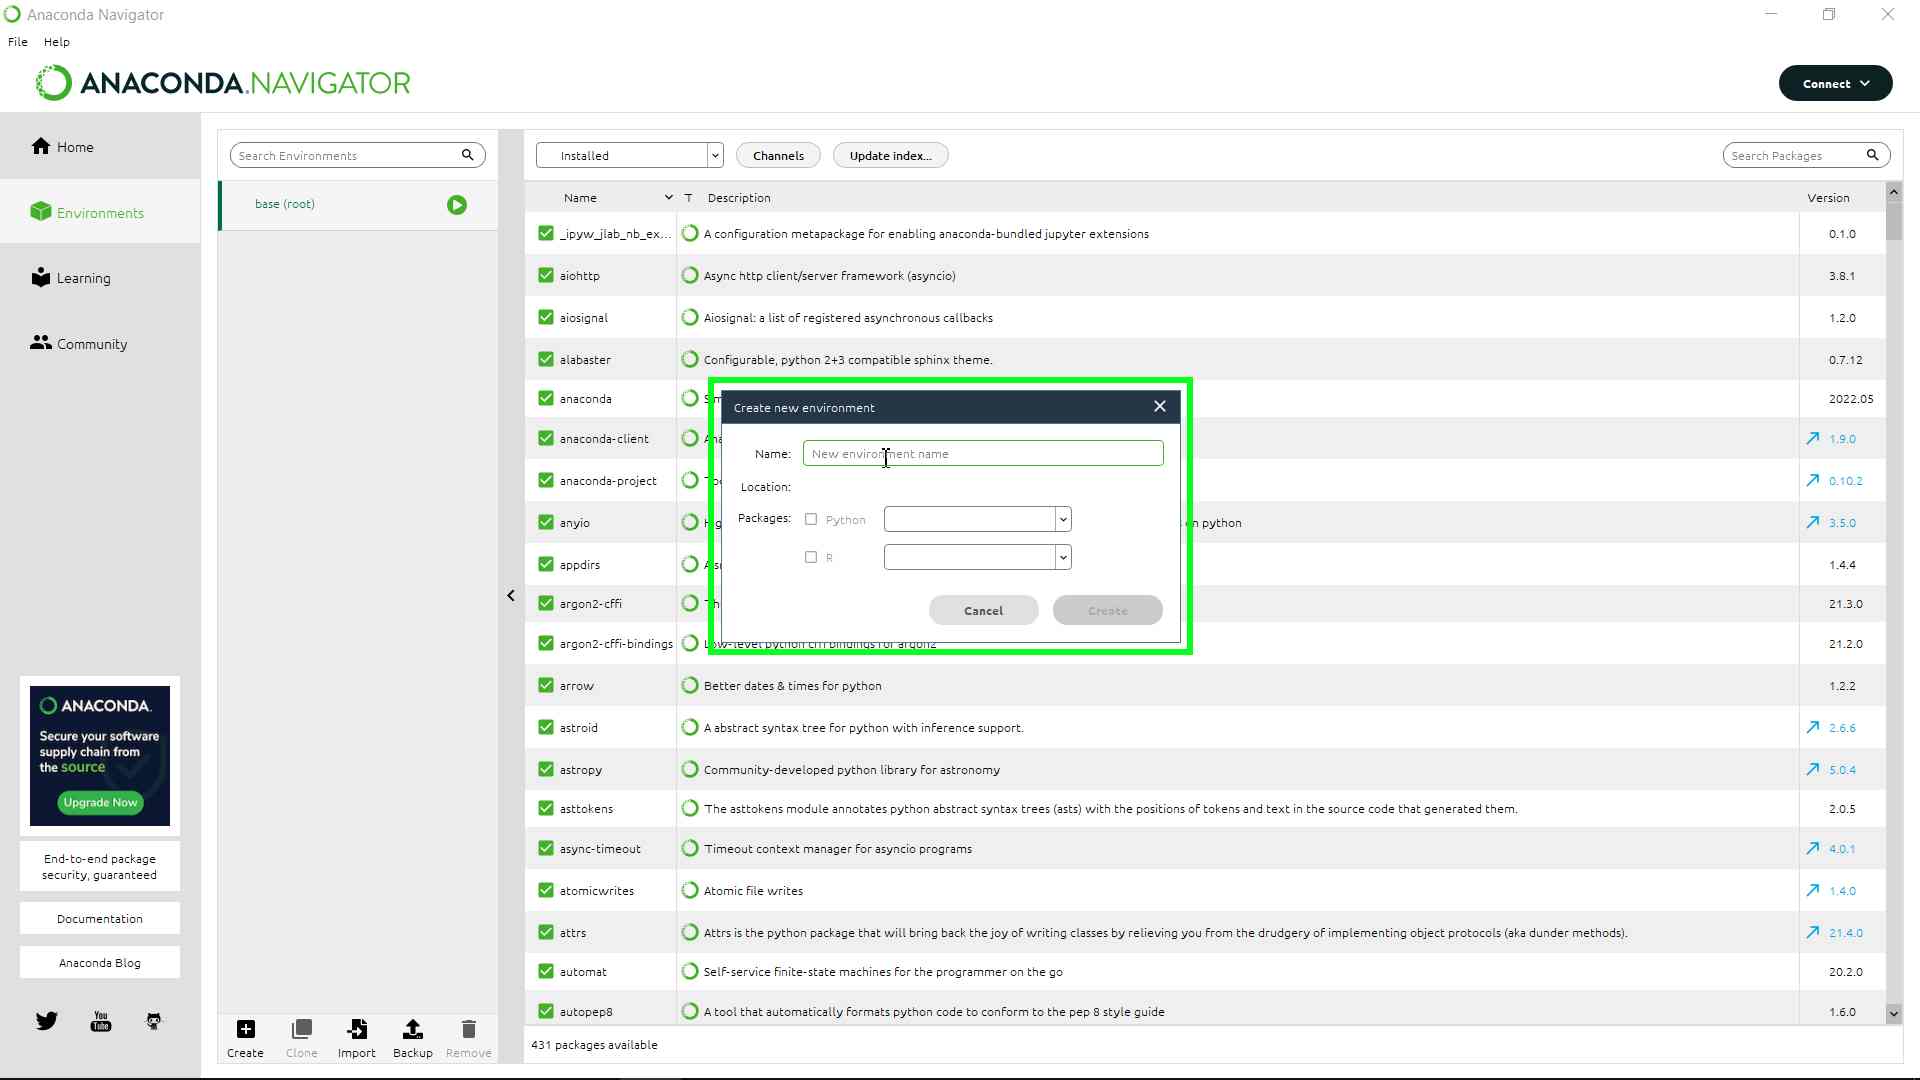 Anaconda Navigator
File Help
ANACONDA.NAVIGATOR
Connect
Home
Environments
Learning
Community
ANACONDA.
Secure your software
supply chain from
the source
Upgrade Now
End-to-end package
security, guaranteed
Documentation
Anaconda Blog
You
Tube
Search Environments
base (root)
Create Clone Import Backup Remove
Installed Channels Update index... Search Packages
Name T Description Version
_ipyw_jlab_nb_ex... A configuration metapackage for enabling anaconda-bundled jupyter extensions 0.1.0
aiohttp Async http client/server framework (asyncio) 3.8.1
aiosignal Aiosignal: a list of registered asynchronous callbacks 1.2.0
alabaster Configurable, python 2+3 compatible sphinx theme. 0.7.12
anaconda 2022.05
anaconda-client 1.9.0
anaconda-project 0.10.2
anyio on python 3.5.0
appdirs 1.4.4
argon2-cffi 21.3.0
argon2-cffi-bindings Low-level python cffi bindings for argon2 21.2.0
arrow Better dates & times for python 1.2.2
astroid A abstract syntax tree for python with inference support. 2.6.6
astropy Community-developed python library for astronomy 5.0.4
asttokens The asttokens module annotates python abstract syntax trees (asts) with the positions of tokens and text in the source code that generated them. 2.0.5
async-timeout Timeout context manager for asyncio programs 4.0.1
atomicwrites Atomic file writes 1.4.0
attrs Attrs is the python package that will bring back the joy of writing classes by relieving you from the drudgery of implementing object protocols (aka dunder methods). 21.4.0
automat Self-service finite-state machines for the programmer on the go 20.2.0
autopep8 A tool that automatically formats python code to conform to the pep 8 style guide 1.6.0
431 packages available
Create new environment
Name: New environment name
Location:
Packages: Python
R
Cancel Create